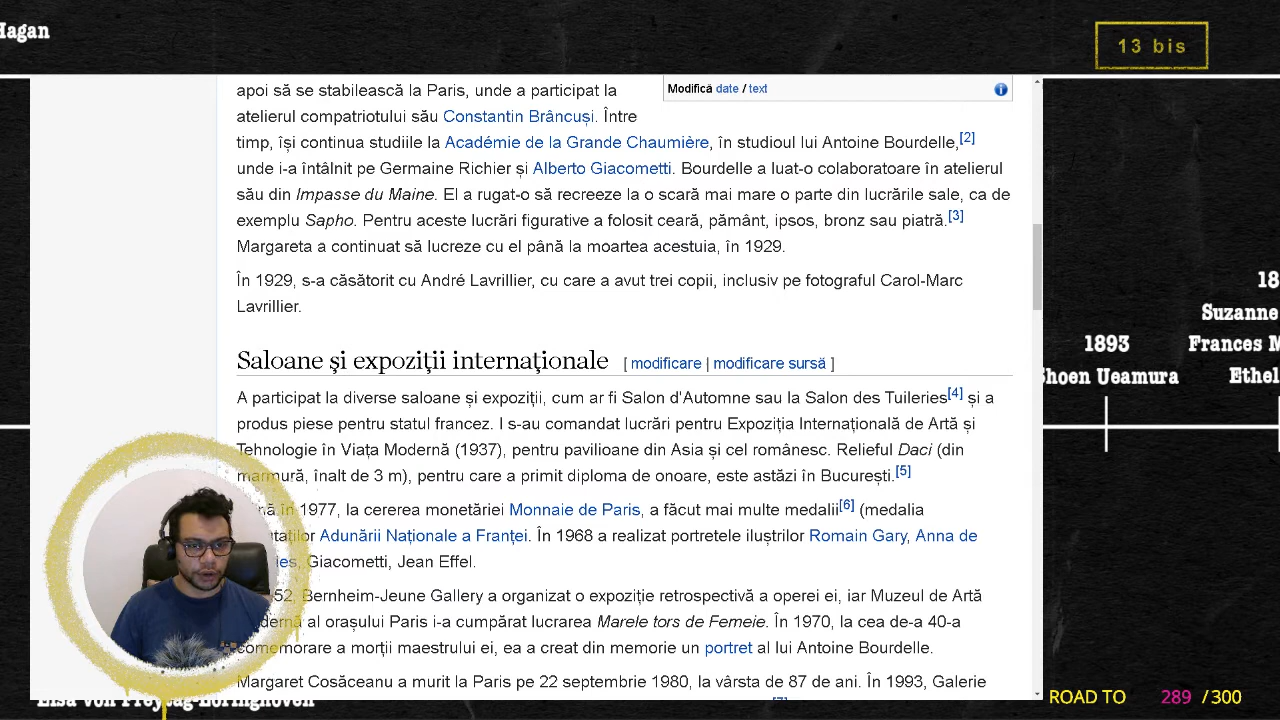 Hagan
13 bis
apoi să se stabilească la Paris, unde a participat la
atelierul compatriotului său Constantin Brâncuși. Între
timp, își continua studiile la Académie de la Grande Chaumière, în studioul lui Antoine Bourdelle,[2]
unde i-a întâlnit pe Germaine Richier și Alberto Giacometti. Bourdelle a luat-o colaboratoare în atelierul
său din Impasse du Maine. El a rugat-o să recreeze la o scară mai mare o parte din lucrările sale, ca de
exemplu Sapho. Pentru aceste lucrări figurative a folosit ceară, pământ, ipsos, bronz sau piatră.[3]
Margareta a continuat să lucreze cu el până la moartea acestuia, în 1929.
Modifică date / text
În 1929, s-a căsătorit cu André Lavrillier, cu care a avut trei copii, inclusiv pe fotograful Carol-Marc
Lavrillier.
Saloane și expoziții internaționale [ modificare | modificare sursă ]
A participat la diverse saloane și expoziții, cum ar fi Salon d'Automne sau la Salon des Tuileries[4] și a
produs piese pentru statul francez. I s-au comandat lucrări pentru Expoziția Internațională de Artă și
Tehnologie în Viața Modernă (1937), pentru pavilioane din Asia și cel românesc. Relieful Daci (din
marmură, înalt de 3 m), pentru care a primit diploma de onoare, este astăzi în București.[5]
în 1977, la cererea monetăriei Monnaie de Paris, a făcut mai multe medalii[6] (medalia
Adunării Naționale a Franței. În 1968 a realizat portretele iluștrilor Romain Gary, Anna de
Giacometti, Jean Effel.
Bernheim-Jeune Gallery a organizat o expoziție retrospectivă a operei ei, iar Muzeul de Artă
al orașului Paris i-a cumpărat lucrarea Marele tors de Femeie. În 1970, la cea de-a 40-a
comemorare a morții maestrului ei, ea a creat din memorie un portret al lui Antoine Bourdelle.
Margaret Cosăceanu a murit la Paris pe 22 septembrie 1980, la vârsta de 87 de ani. În 1993, Galerie
1893
Shoen Ueamura
18
Suzanne
Frances M
Ethel
Elsa von Freytag-Loringhoven
ROAD TO 289 / 300